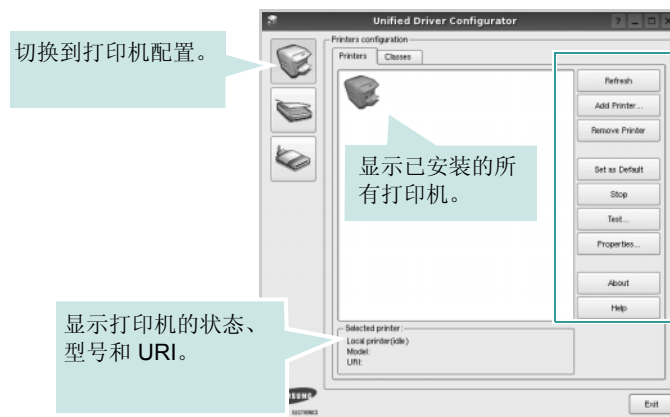 Unified Driver Configurator
切换到打印机配置。
Printers configuration
Printers Classes
Refresh
Add Printer...
Remove Printer
显示已安装的所
有打印机。
Set as Default
Stop
Test...
Properties...
About
Help
显示打印机的状态、
型号和 URI。
Selected printer:
Local printer(idle)
Model:
URI:
ELECTRONICS
Exit